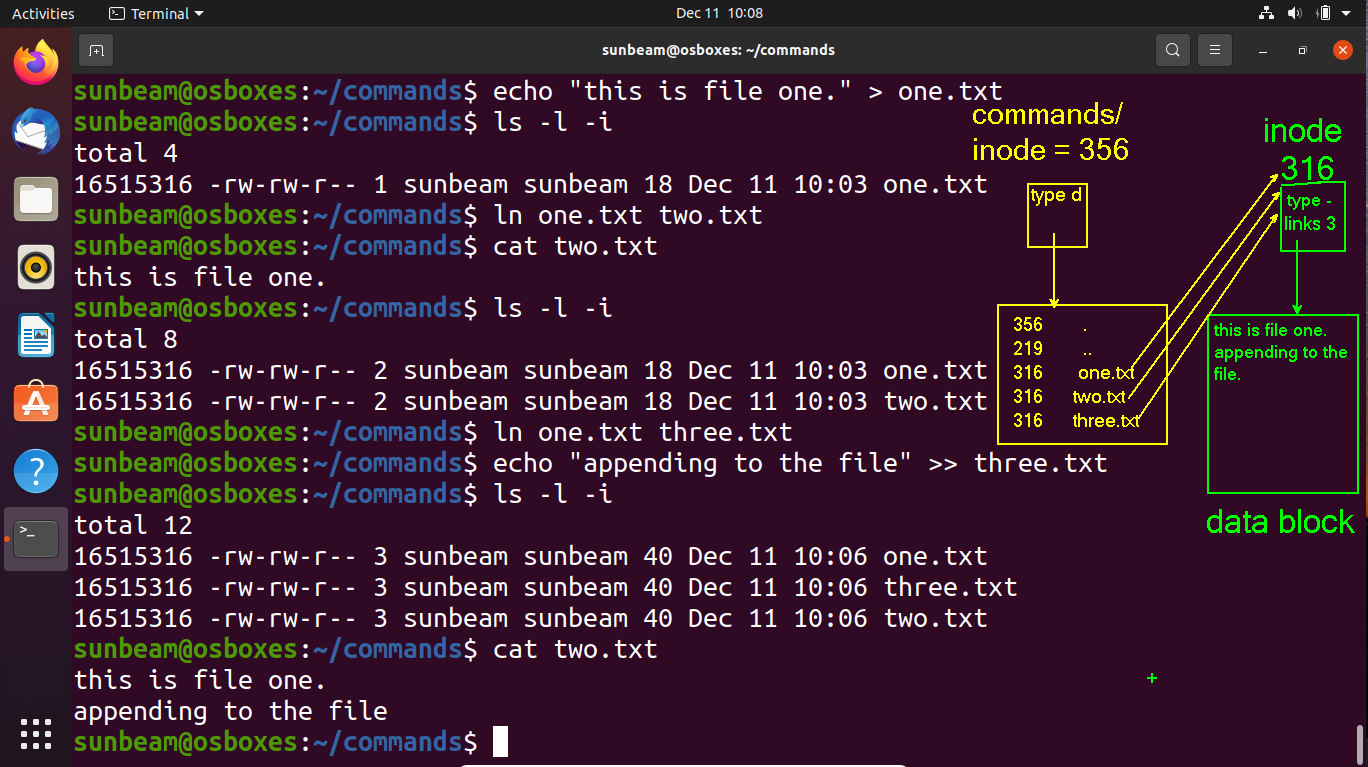 Activities
Terminal
Dec 11 10:08
sunbeam@osboxes: ~/commands
sunbeam@osboxes:~/commands$ echo "this is file one." > one.txt
sunbeam@osboxes:~/commands$ ls -l -i
total 4
16515316 -rw-rw-r-- 1 sunbeam sunbeam 18 Dec 11 10:03 one.txt
sunbeam@osboxes:~/commands$ ln one.txt two.txt
sunbeam@osboxes:~/commands$ cat two.txt
this is file one.
sunbeam@osboxes:~/commands$ ls -l -i
total 8
16515316 -rw-rw-r-- 2 sunbeam sunbeam 18 Dec 11 10:03 one.txt
16515316 -rw-rw-r-- 2 sunbeam sunbeam 18 Dec 11 10:03 two.txt
sunbeam@osboxes:~/commands$ ln one.txt three.txt
sunbeam@osboxes:~/commands$ echo "appending to the file" >> three.txt
sunbeam@osboxes:~/commands$ ls -l -i
total 12
16515316 -rw-rw-r-- 3 sunbeam sunbeam 40 Dec 11 10:06 one.txt
16515316 -rw-rw-r-- 3 sunbeam sunbeam 40 Dec 11 10:06 three.txt
16515316 -rw-rw-r-- 3 sunbeam sunbeam 40 Dec 11 10:06 two.txt
sunbeam@osboxes:~/commands$ cat two.txt
this is file one.
appending to the file
sunbeam@osboxes:~/commands$
commands/
inode = 356
type d
356 .
219 ..
316 one.txt
316 two.txt
316 three.txt
inode
316
type -
links 3
this is file one.
appending to the
file.
data block